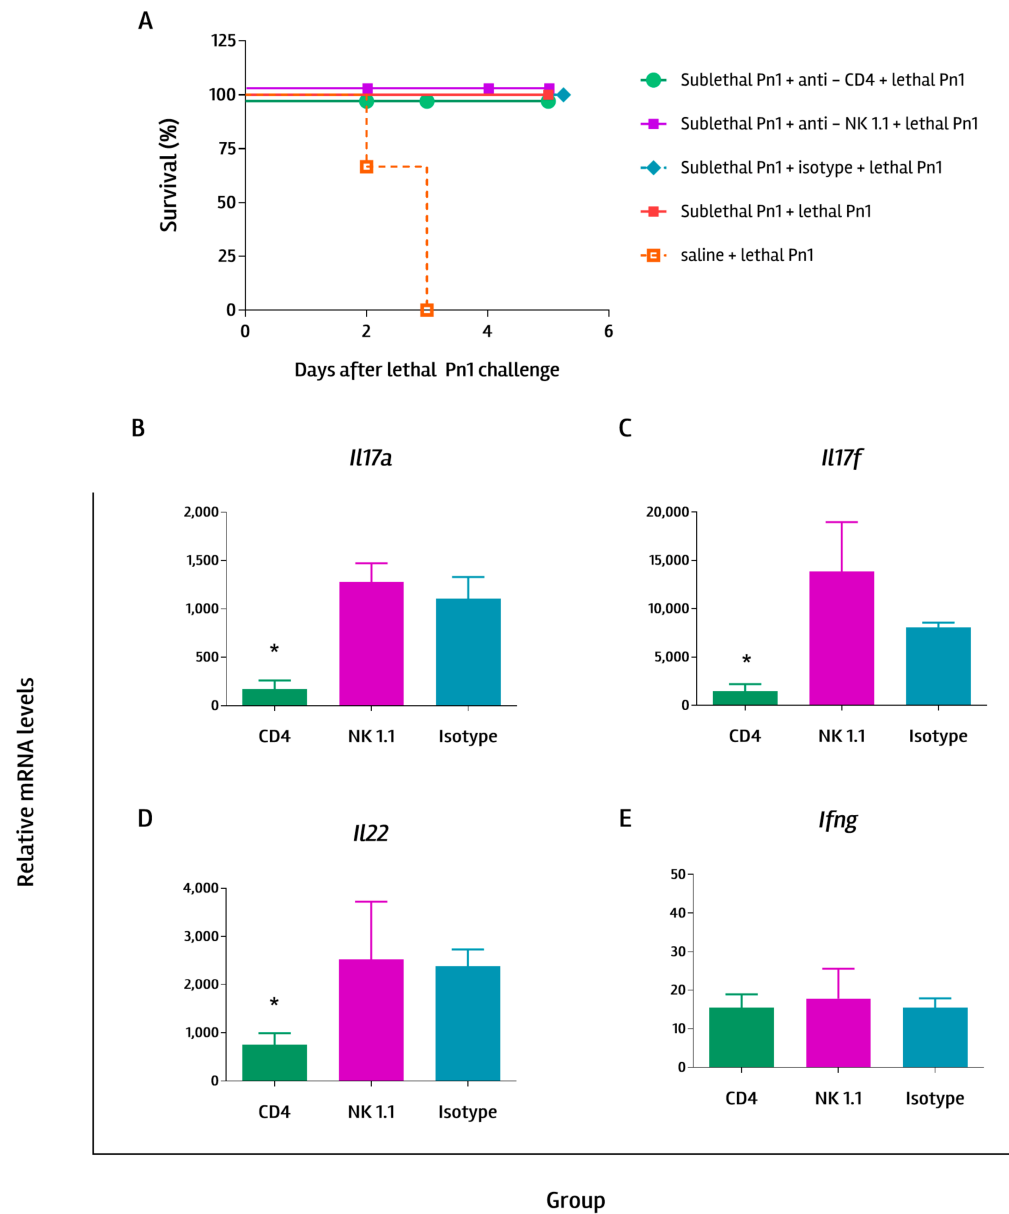 A
125
100
75
50
25
0
0 2 4 6
Survival (%)
Days after lethal Pn1 challenge
Sublethal Pn1 + anti – CD4 + lethal Pn1
Sublethal Pn1 + anti – NK 1.1 + lethal Pn1
Sublethal Pn1 + isotype + lethal Pn1
Sublethal Pn1 + lethal Pn1
saline + lethal Pn1
B
Il17a
2,000
1,500
1,000
500
0
*
CD4 NK 1.1 Isotype
C
Il17f
20,000
15,000
10,000
5,000
0
*
CD4 NK 1.1 Isotype
Relative mRNA levels
D
Il22
4,000
3,000
2,000
1,000
0
*
CD4 NK 1.1 Isotype
E
Ifng
50
40
30
20
10
0
CD4 NK 1.1 Isotype
Group